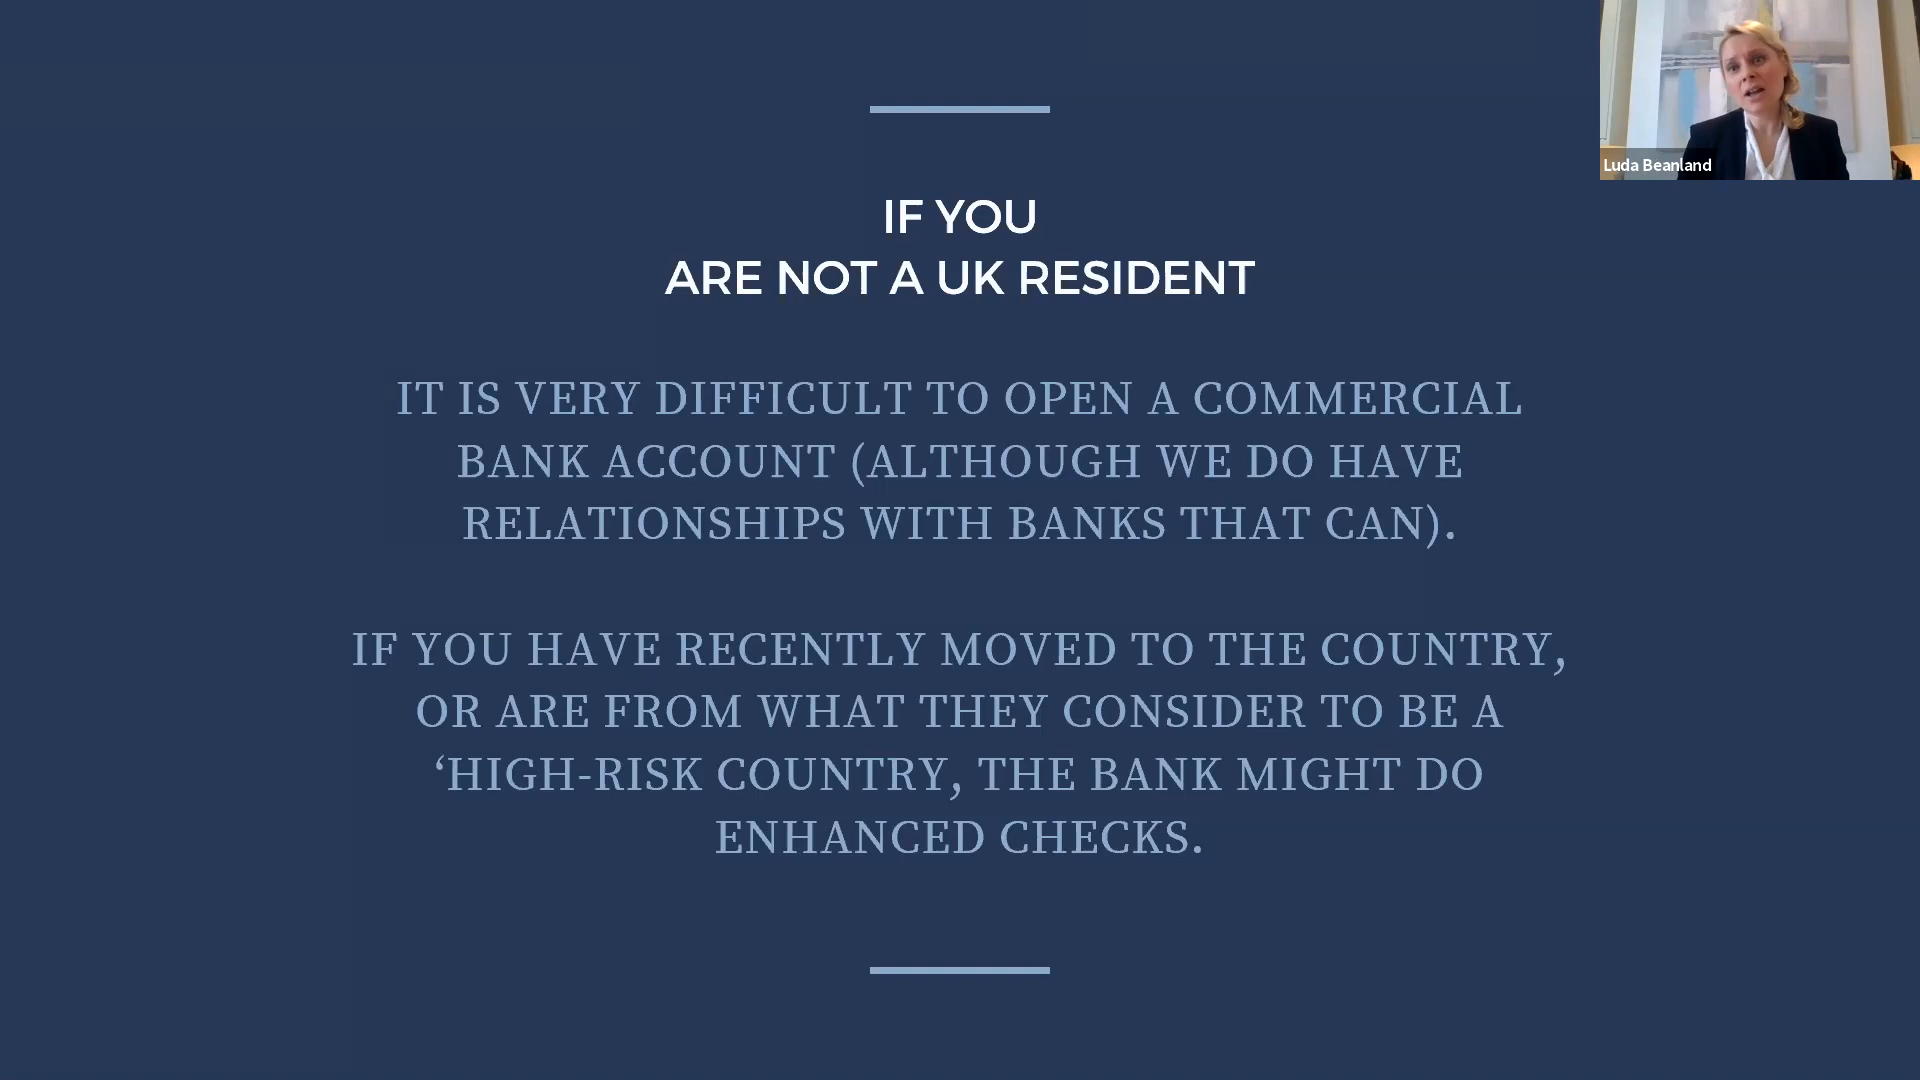 IF YOU
ARE NOT A UK RESIDENT
IT IS VERY DIFFICULT TO OPEN A COMMERCIAL
BANK ACCOUNT (ALTHOUGH WE DO HAVE
RELATIONSHIPS WITH BANKS THAT CAN).
IF YOU HAVE RECENTLY MOVED TO THE COUNTRY,
OR ARE FROM WHAT THEY CONSIDER TO BE A
‘HIGH-RISK COUNTRY, THE BANK MIGHT DO
ENHANCED CHECKS.
Luda Beanland